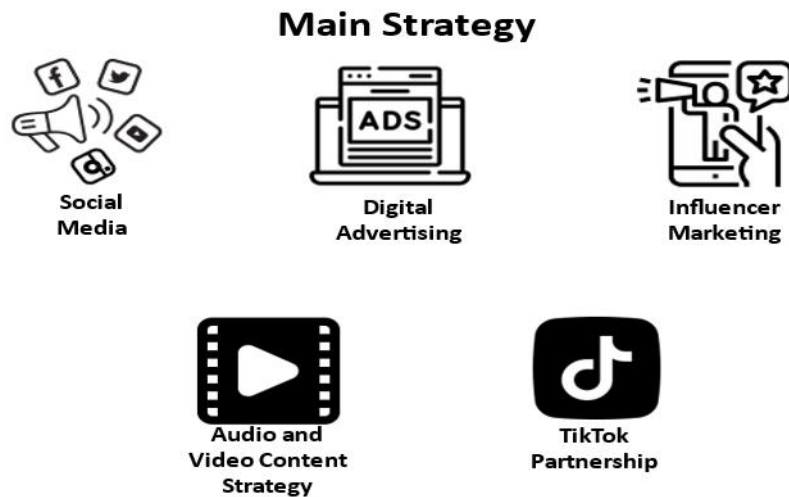 Main Strategy
ADS
Social
Media
Digital
Advertising
Influencer
Marketing
Audio and
Video Content
Strategy
TikTok
Partnership